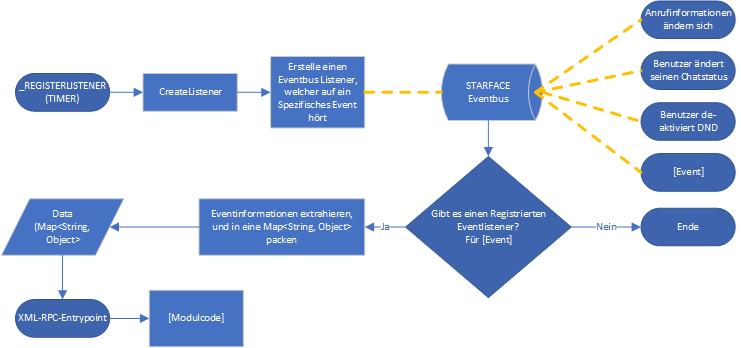 Anrufinformationen
ändern sich
_REGISTERLISTENER
(TIMER)
CreateListener
Erstelle einen
Eventbus Listener,
welcher auf ein
Spezifisches Event
hört
STARFACE
Eventbus
Benutzer ändert
seinen Chatstatus
Benutzer de-
aktiviert DND
[Event]
Data
(Map<String,
Object>
Eventinformationen extrahieren,
und in eine Map<String, Object>
packen
Ja
Gibt es einen Registrierten
Eventlistener?
Für [Event]
Nein
Ende
XML-RPC-Entrypoint
[Modulcode]